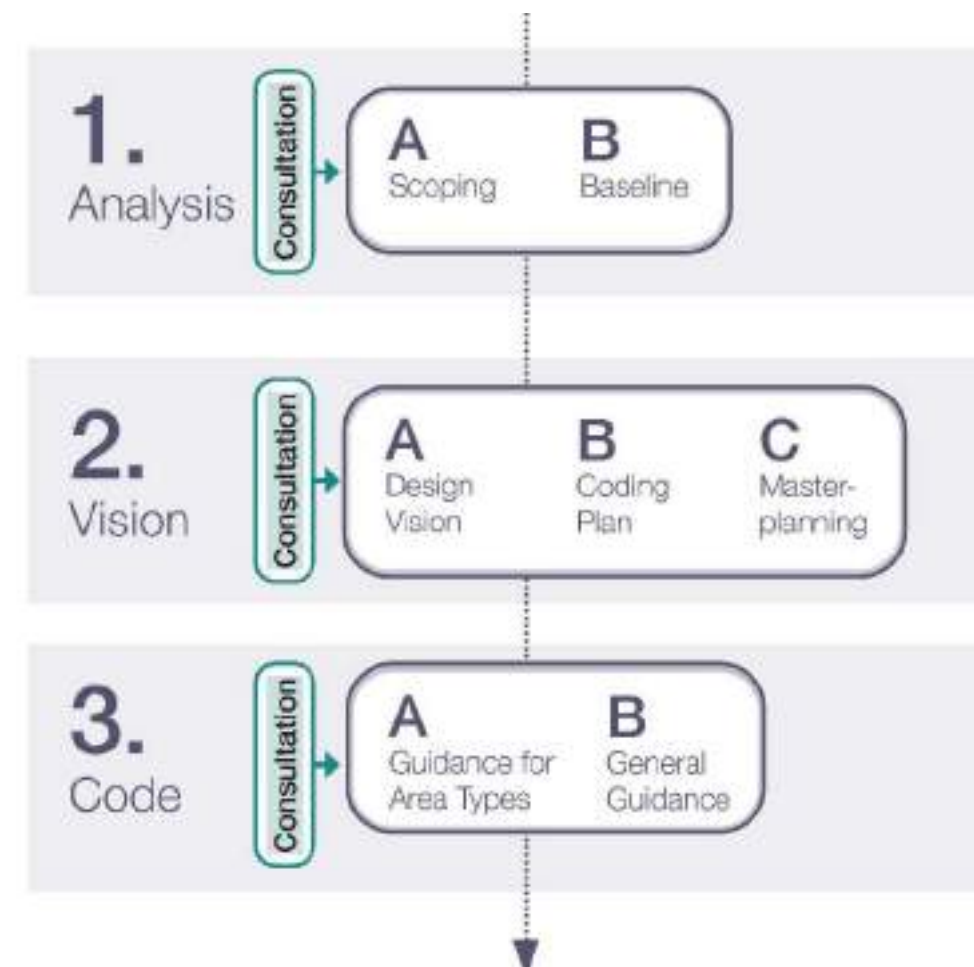 1.
Analysis
Consultation
A
Scoping
B
Baseline
2.
Vision
Consultation
A
Design
Vision
B
Coding
Plan
C
Master-
planning
3.
Code
Consultation
A
Guidance for
Area Types
B
General
Guidance